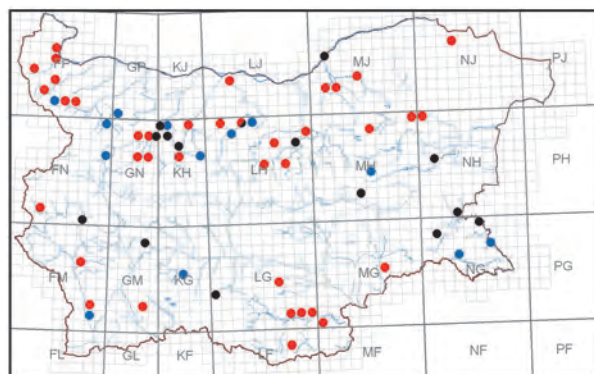 FP GP KJ LJ MJ NJ PJ
FN GN KH LH MH NH PH
FM GM KG LG MG NG PG
FL GL KF LF MF NF PF